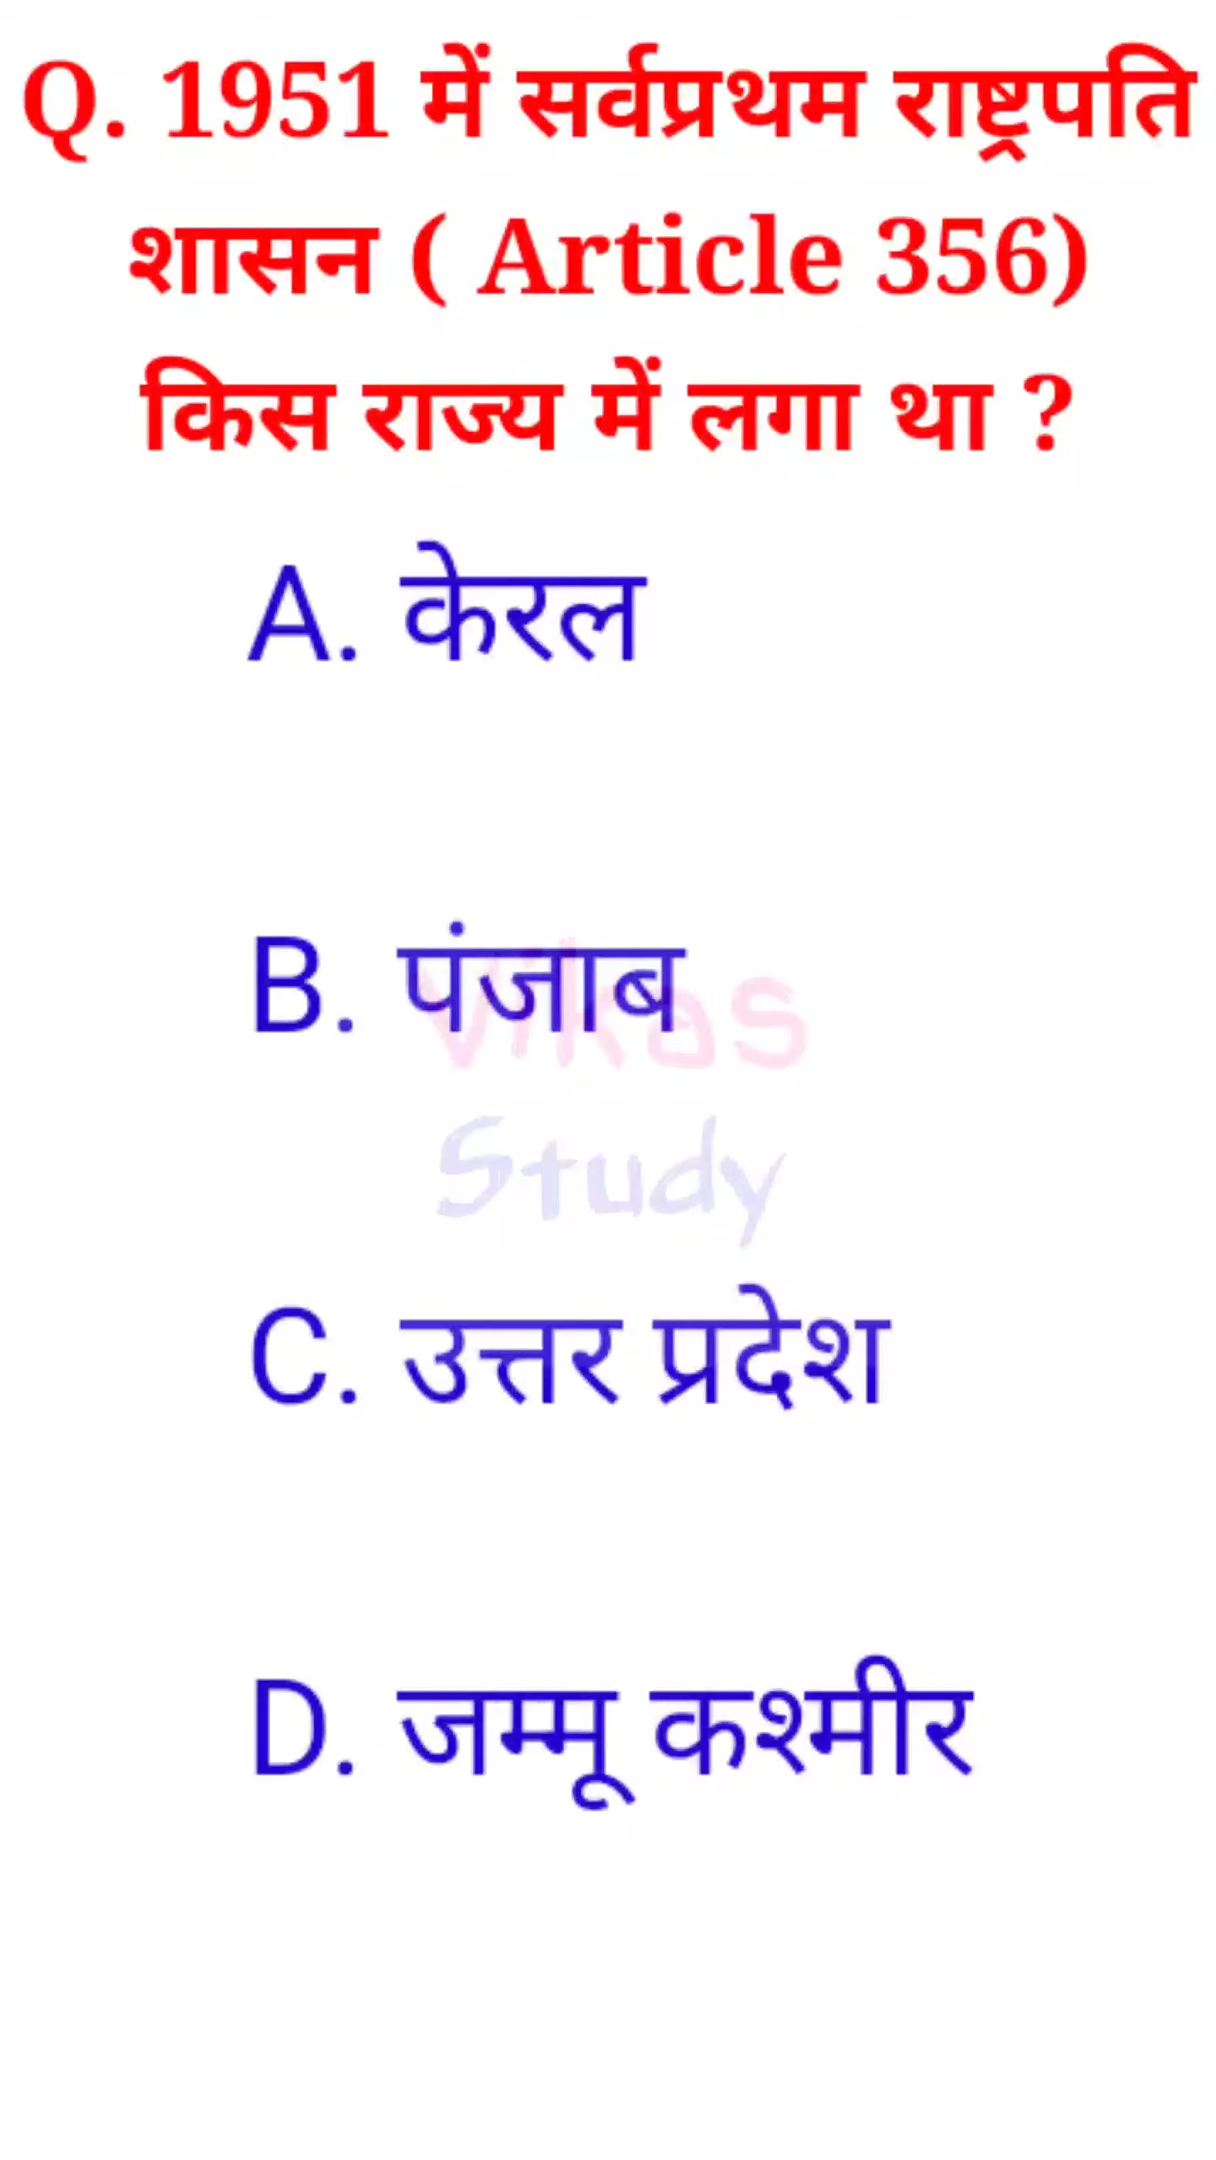 Q. 1951 में सर्वप्रथम राष्ट्रपति
शासन ( Article 356)
किस राज्य में लगा था ?
A. केरल
B. पंजाब
Vikas
Study
C. उत्तर प्रदेश
D. जम्मू कश्मीर